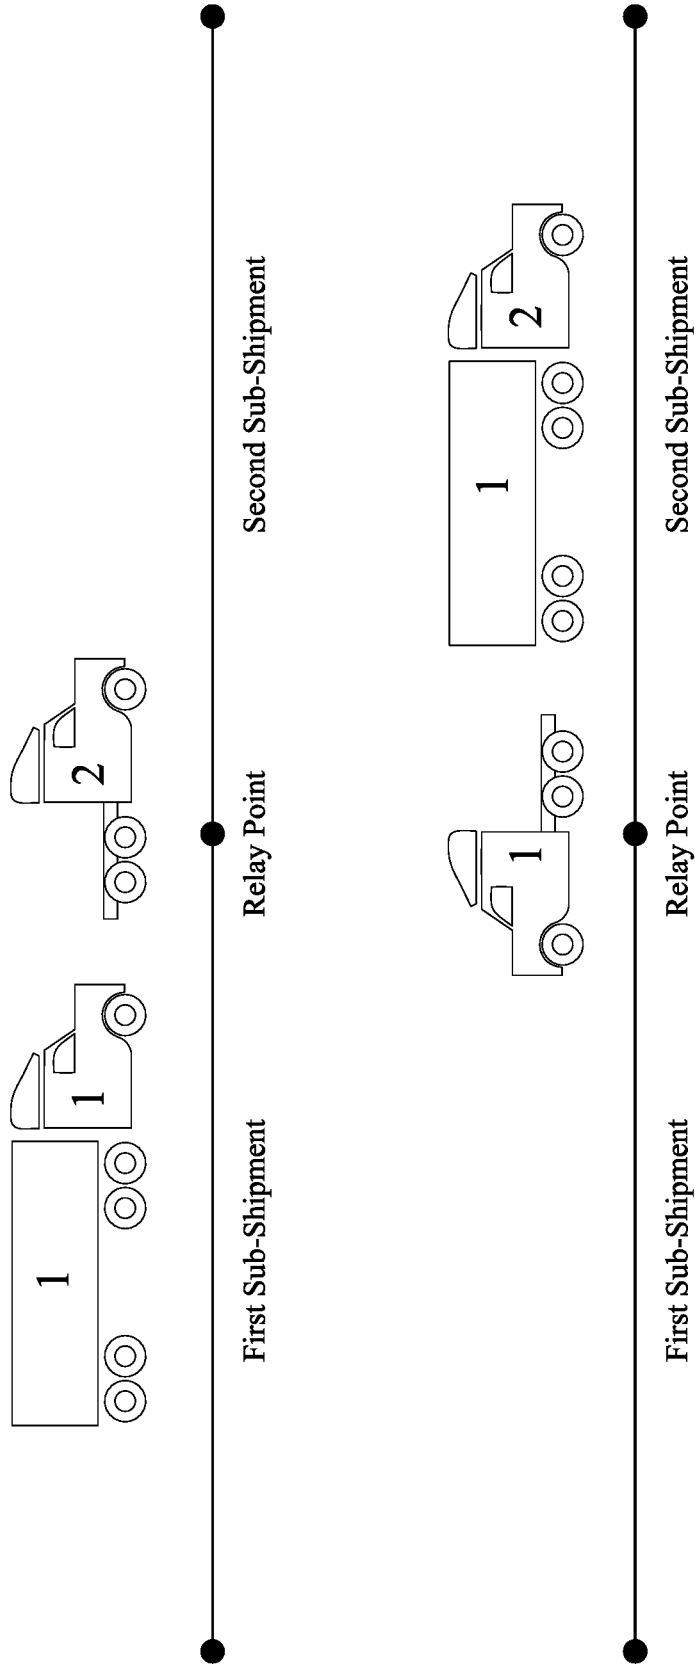 1
1
2
First Sub-Shipment
Relay Point
Second Sub-Shipment
1
1
2
First Sub-Shipment
Relay Point
Second Sub-Shipment